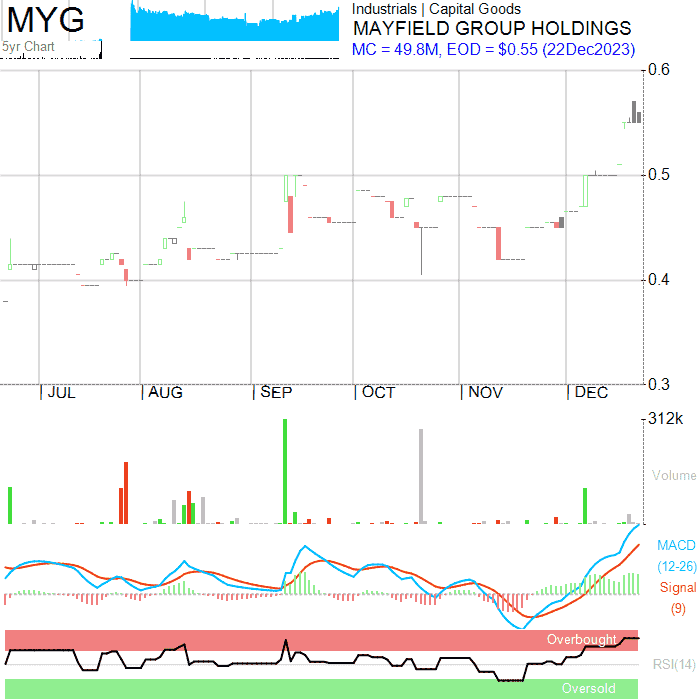 MYG
5yr Chart
Industrials | Capital Goods
MAYFIELD GROUP HOLDINGS
MC = 49.8M, EOD = $0.55 (22Dec2023)
0.6
0.5
0.4
0.3
JUL AUG SEP OCT NOV DEC
312k
Volume
MACD
(12-26)
Signal
(9)
Overbought
RSI(14)
Oversold